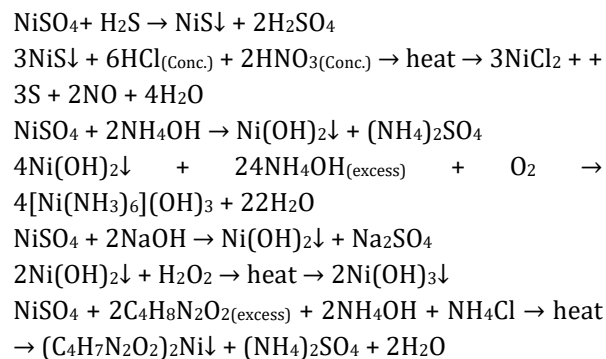 NiSO₄+ H₂S → NiS↓ + 2H₂SO₄
3NiS↓ + 6HCl(Conc.) + 2HNO₃(Conc.) → heat → 3NiCl₂ + +
3S + 2NO + 4H₂O
NiSO₄ + 2NH₄OH → Ni(OH)₂↓ + (NH₄)₂SO₄
4Ni(OH)₂↓ + 24NH₄OH(excess) + O₂ →
4[Ni(NH₃)₆](OH)₃ + 22H₂O
NiSO₄ + 2NaOH → Ni(OH)₂↓ + Na₂SO₄
2Ni(OH)₂↓ + H₂O₂ → heat → 2Ni(OH)₃↓
NiSO₄ + 2C₄H₈N₂O₂(excess) + 2NH₄OH + NH₄Cl → heat
→ (C₄H₇N₂O₂)₂Ni↓ + (NH₄)₂SO₄ + 2H₂O